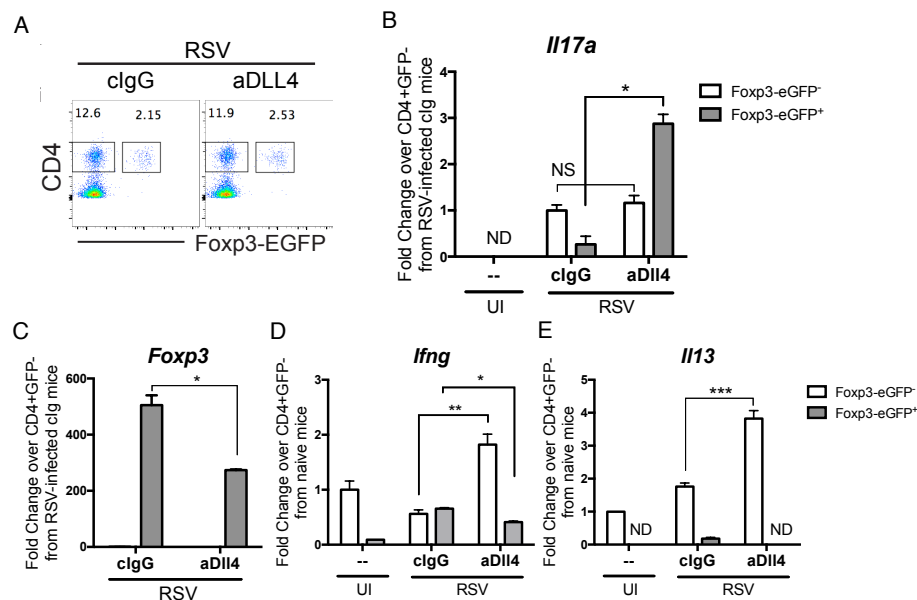 A
RSV
cIgG
aDLL4
12.6
2.15
11.9
2.53
CD4
Foxp3-EGFP
B
Il17a
Fold Change over CD4+GFP-
from RSV-infected cIg mice
4
3
2
1
0
NS
*
ND
--
cIgG
aDll4
UI
RSV
Foxp3-eGFP-
Foxp3-eGFP+
C
Foxp3
Fold Change over CD4+GFP-
from RSV-infected cIg mice
600
400
200
0
*
cIgG
aDll4
RSV
D
Ifng
Fold Change over CD4+GFP-
from naive mice
3
2
1
0
*
**
--
cIgG
aDll4
UI
RSV
E
Il13
Fold Change over CD4+GFP-
from naive mice
5
4
3
2
1
0
***
ND
ND
--
cIgG
aDll4
UI
RSV
Foxp3-eGFP-
Foxp3-eGFP+